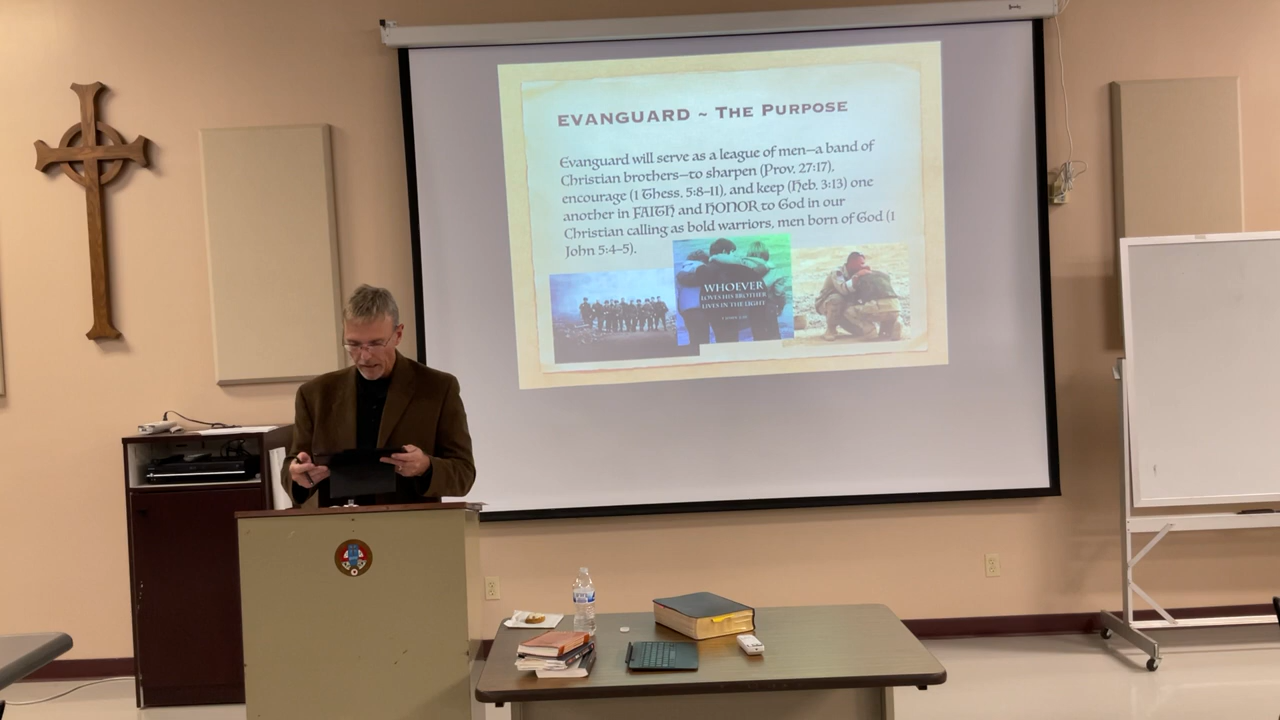 EVANGUARD ~ THE PURPOSE
Evanguard will serve as a league of men—a band of
Christian brothers—to sharpen (Prov. 27:17),
encourage (1 Thess. 5:8–11), and keep (Heb. 3:13) one
another in FAITH and HONOR to God in our
Christian calling as bold warriors, men born of God (1
John 5:4–5).
WHOEVER
LOVES HIS BROTHER
LIVES IN THE LIGHT